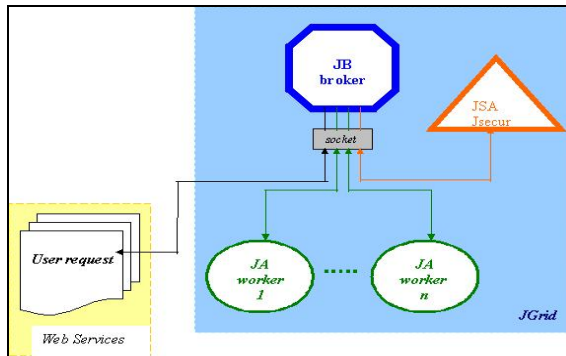 JB
broker
JSA
Jsecur
socket
User request
JA
worker
1
.....
JA
worker
n
JGrid
Web Services